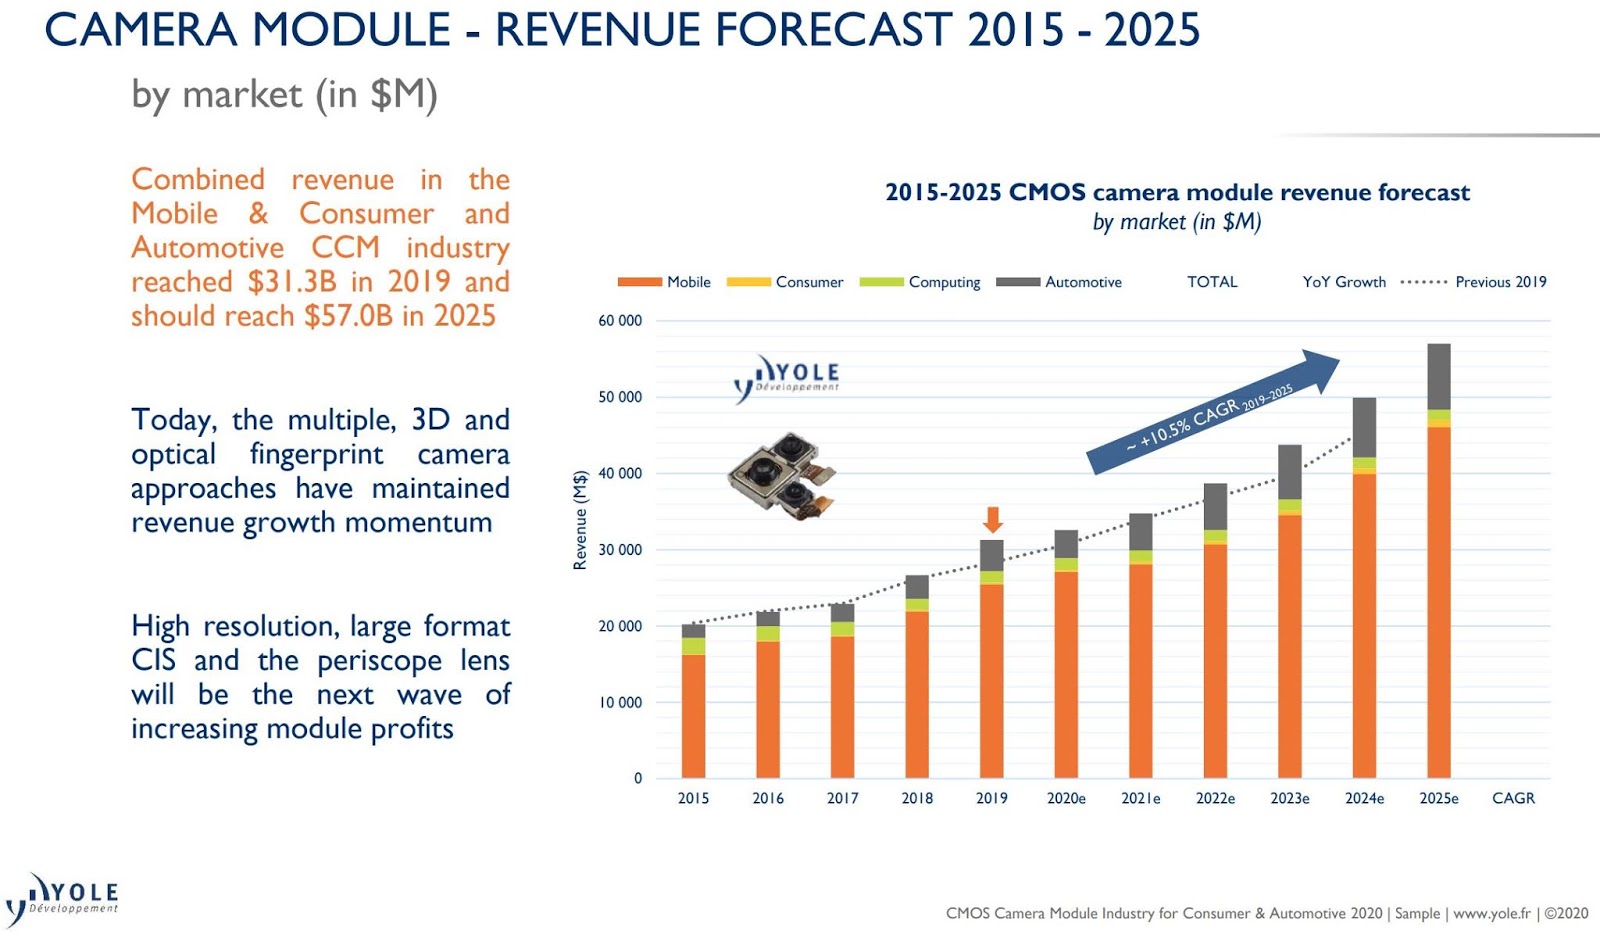 CAMERA MODULE - REVENUE FORECAST 2015 - 2025
by market (in $M)
Combined revenue in the
Mobile & Consumer and
Automotive CCM industry
reached $31.3B in 2019 and
should reach $57.0B in 2025
Today, the multiple, 3D and
optical fingerprint camera
approaches have maintained
revenue growth momentum
High resolution, large format
CIS and the periscope lens
will be the next wave of
increasing module profits
2015-2025 CMOS camera module revenue forecast
by market (in $M)
Mobile Consumer Computing Automotive TOTAL YoY Growth Previous 2019
60 000
50 000
40 000
30 000
20 000
10 000
0
Revenue (M$)
YOLE
Développement
~ +10.5% CAGR 2019–2025
2015 2016 2017 2018 2019 2020e 2021e 2022e 2023e 2024e 2025e CAGR
YOLE
Développement
CMOS Camera Module Industry for Consumer & Automotive 2020 | Sample | www.yole.fr | ©2020